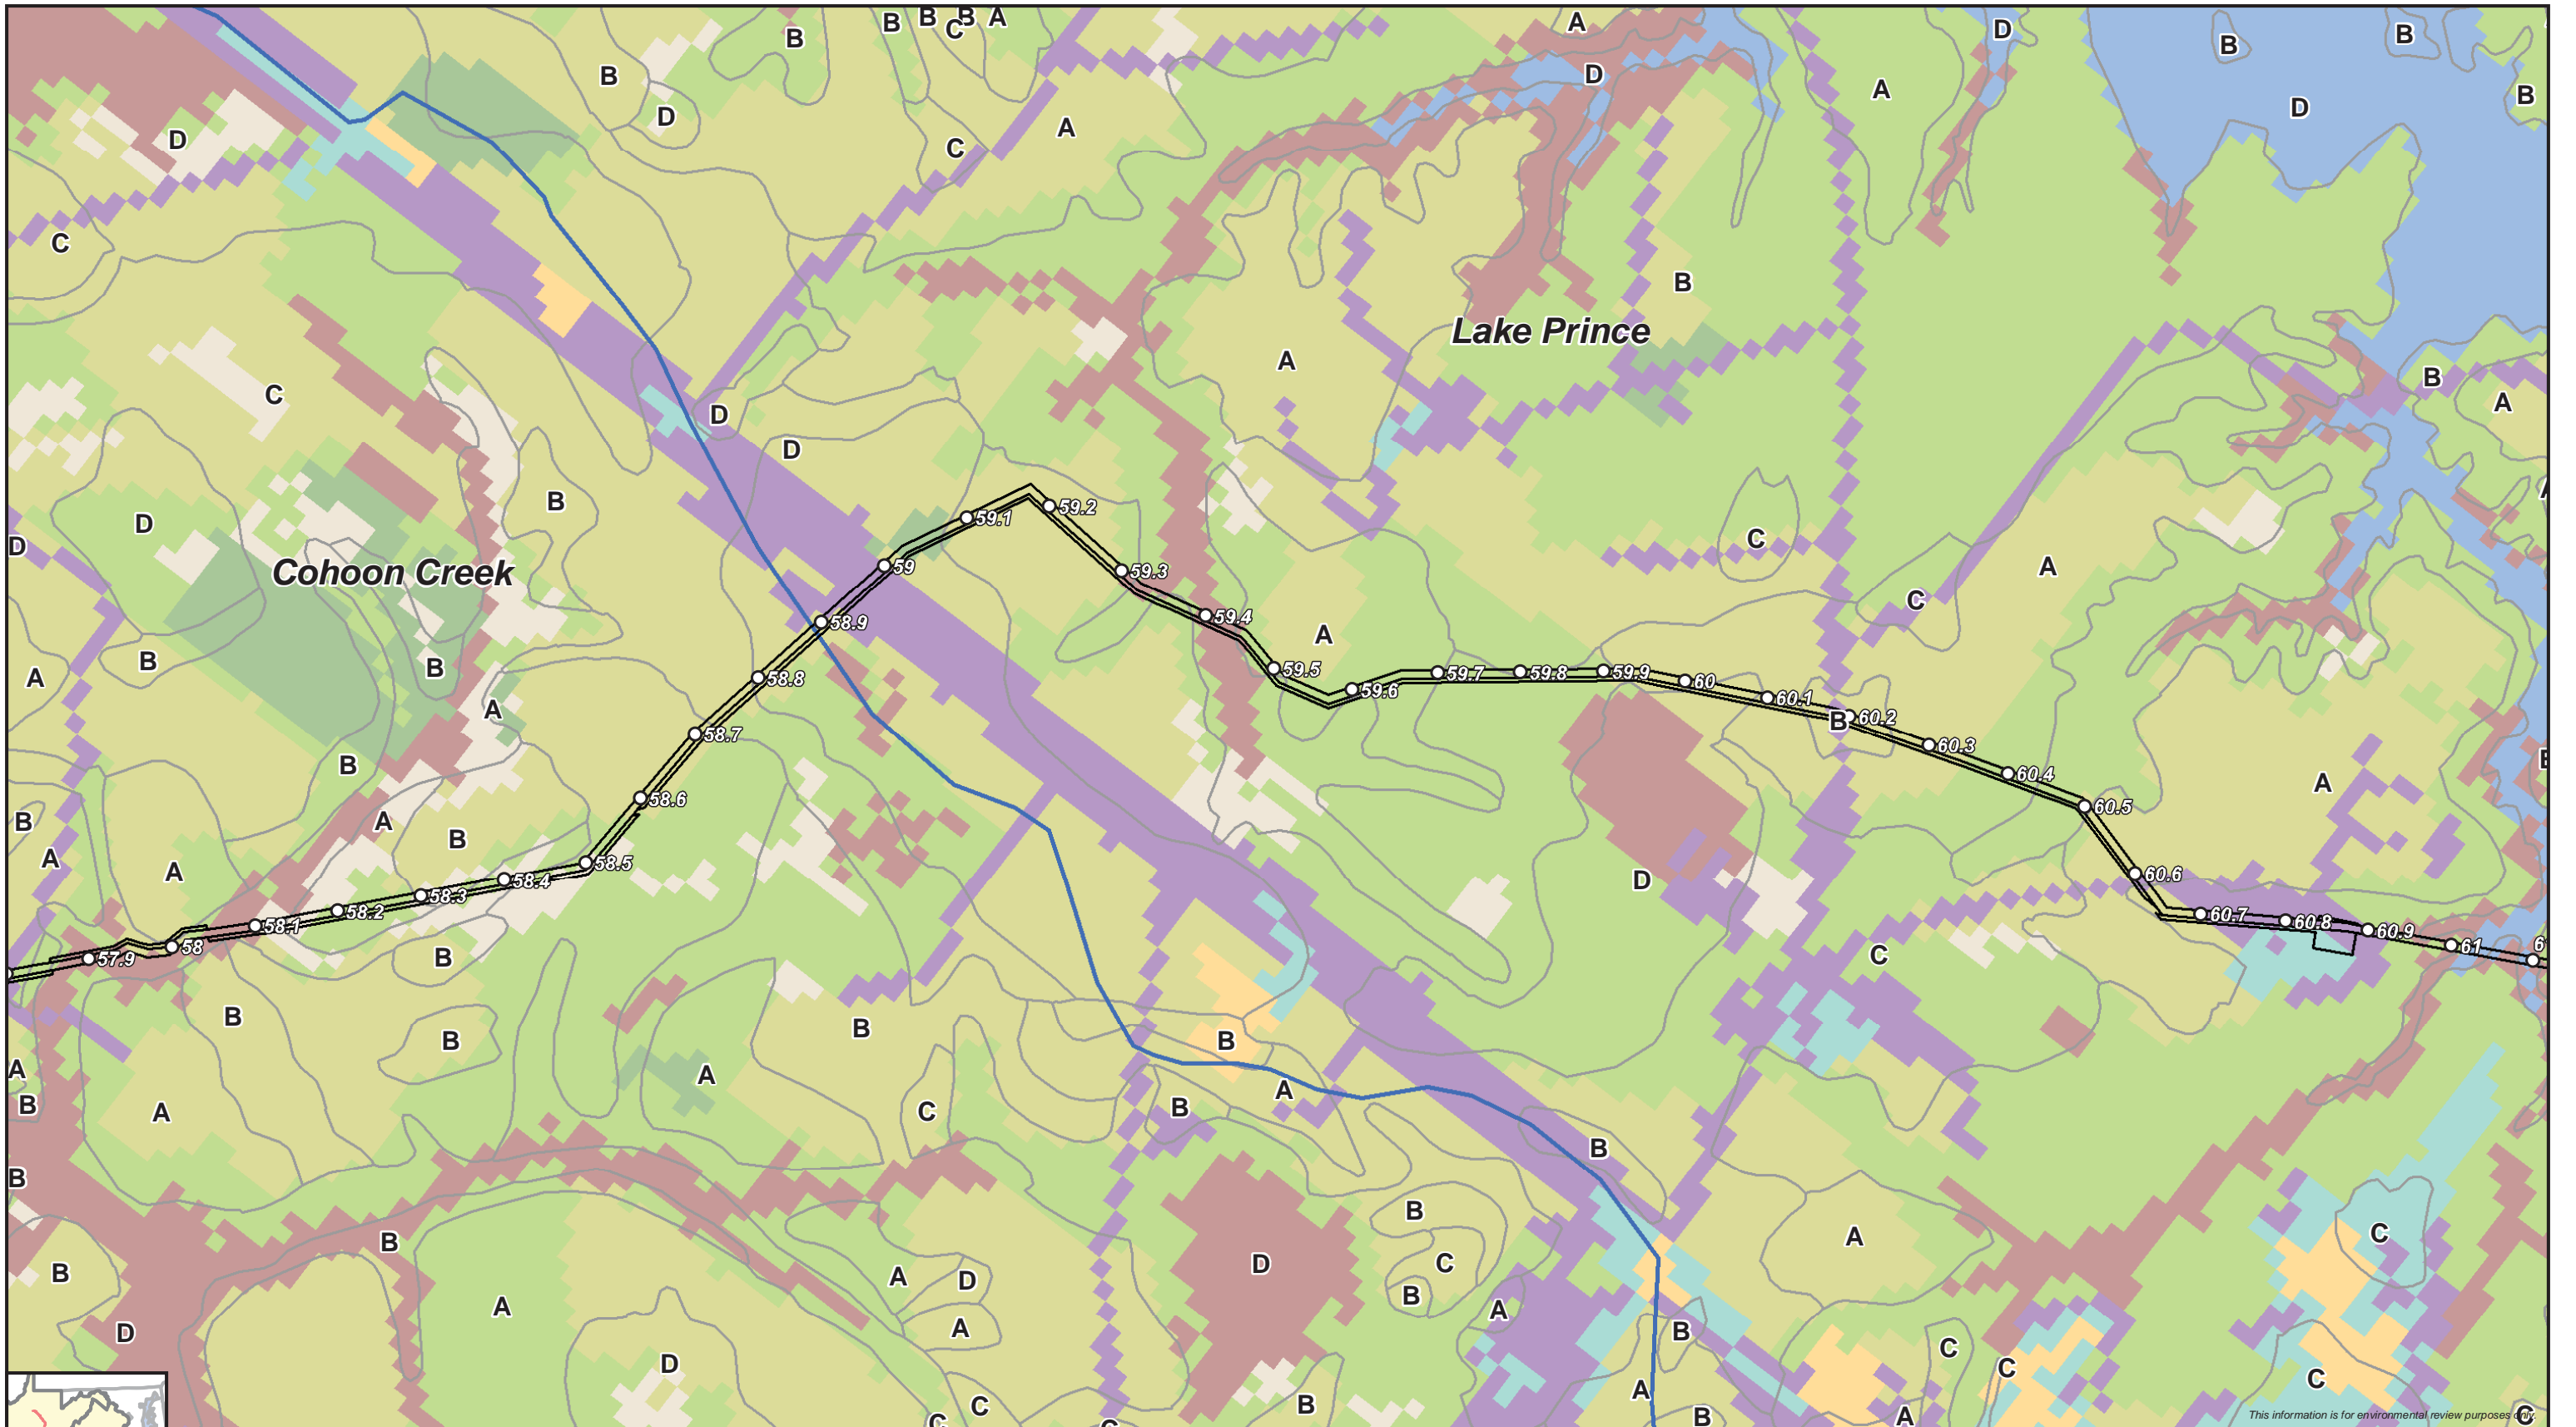 B B B A
C
A
D
B
B
B
B
D
D
A
B
D
D
B
D
A
C
C
B
Lake Prince
A
B
A
C
D
D
B
D
C
D
Cohoon Creek
A
59.2
59.1
59.3
59
C
59.4
58.9
A
B
A
B
59.5
58.8
59.6
59.7
59.8
59.9
60
60.1
A
B
60.2
58.7
60.3
B
60.4
A
58.6
60.5
B
A
B
A
A
58.5
60.6
58.4
D
58.3
58.2
60.7
58.1
60.8
60.9
58
61
57.9
B
C
B
B
B
B
A
A
A
B
B
A
C
B
B
B
B
A
B
D
C
C
B
A
D
B
A
A
D
A
B
D
C
C
C
A
B
C
B
A
C
This information is for environmental review purposes only.